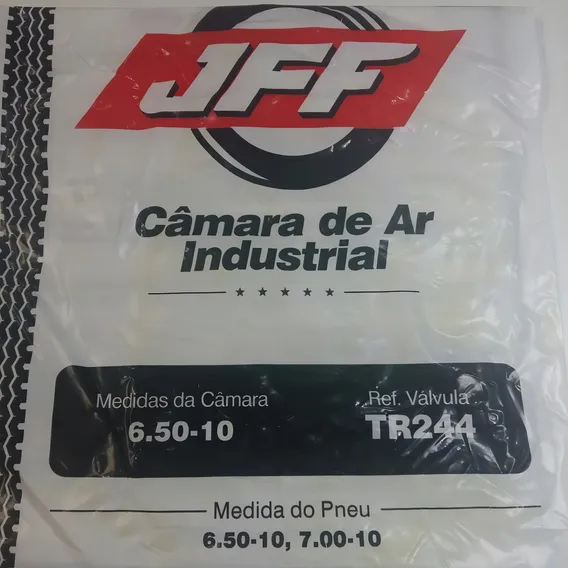 JFF
Câmara de Ar
Industrial
Medidas da Câmara
6.50-10
Ref. Válvula
TR244
Medida do Pneu
6.50-10, 7.00-10